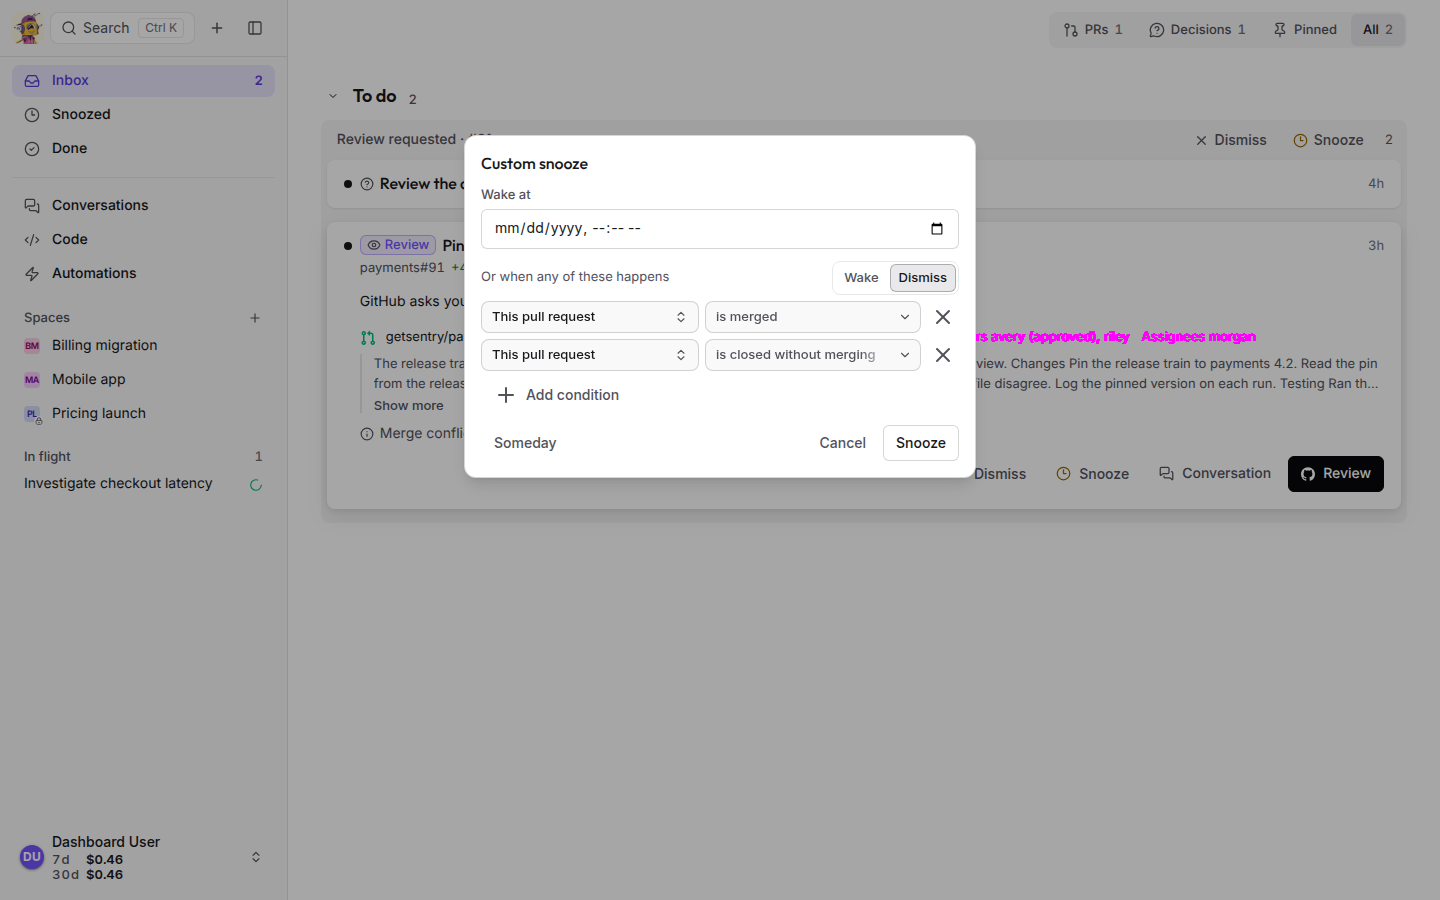 Search Ctrl K
Inbox 2
Snoozed
Done
Conversations
Code
Automations
Spaces
BM Billing migration
MA Mobile app
PL Pricing launch
In flight 1
Investigate checkout latency
DU Dashboard User
7d $0.46
30d $0.46
PRs 1 Decisions 1 Pinned All 2
To do 2
Review requested · Dismiss Snooze 2
Review the 4h
Review Pin 3h
payments#91
GitHub asks you
getsentry/pa avery (approved), riley Assignees morgan
The release view. Changes Pin the release train to payments 4.2. Read the pin
from the disagree. Log the pinned version on each run. Testing Ran th...
Show more
Merge
Dismiss Snooze Conversation Review
Custom snooze
Wake at
mm/dd/yyyy, --:-- --
Or when any of these happens Wake Dismiss
This pull request is merged
This pull request is closed without merging
Add condition
Someday Cancel Snooze